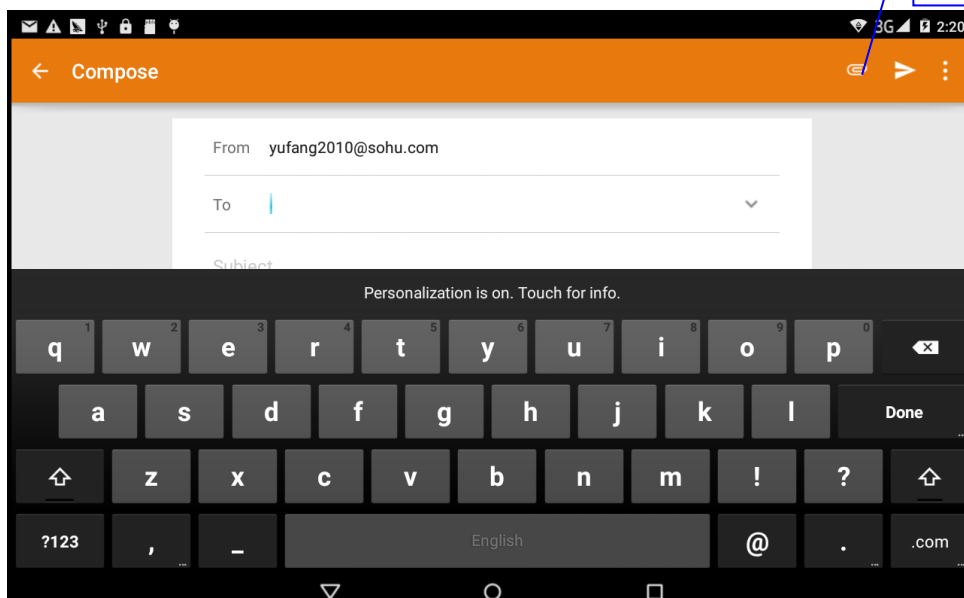 3G 2:20
Compose
From yufang2010@sohu.com
To
Subject
Personalization is on. Touch for info.
1 2 3 4 5 6 7 8 9 0
q w e r t y u i o p
a s d f g h j k l Done
z x c v b n m ! ?
?123 , _ English @ . .com